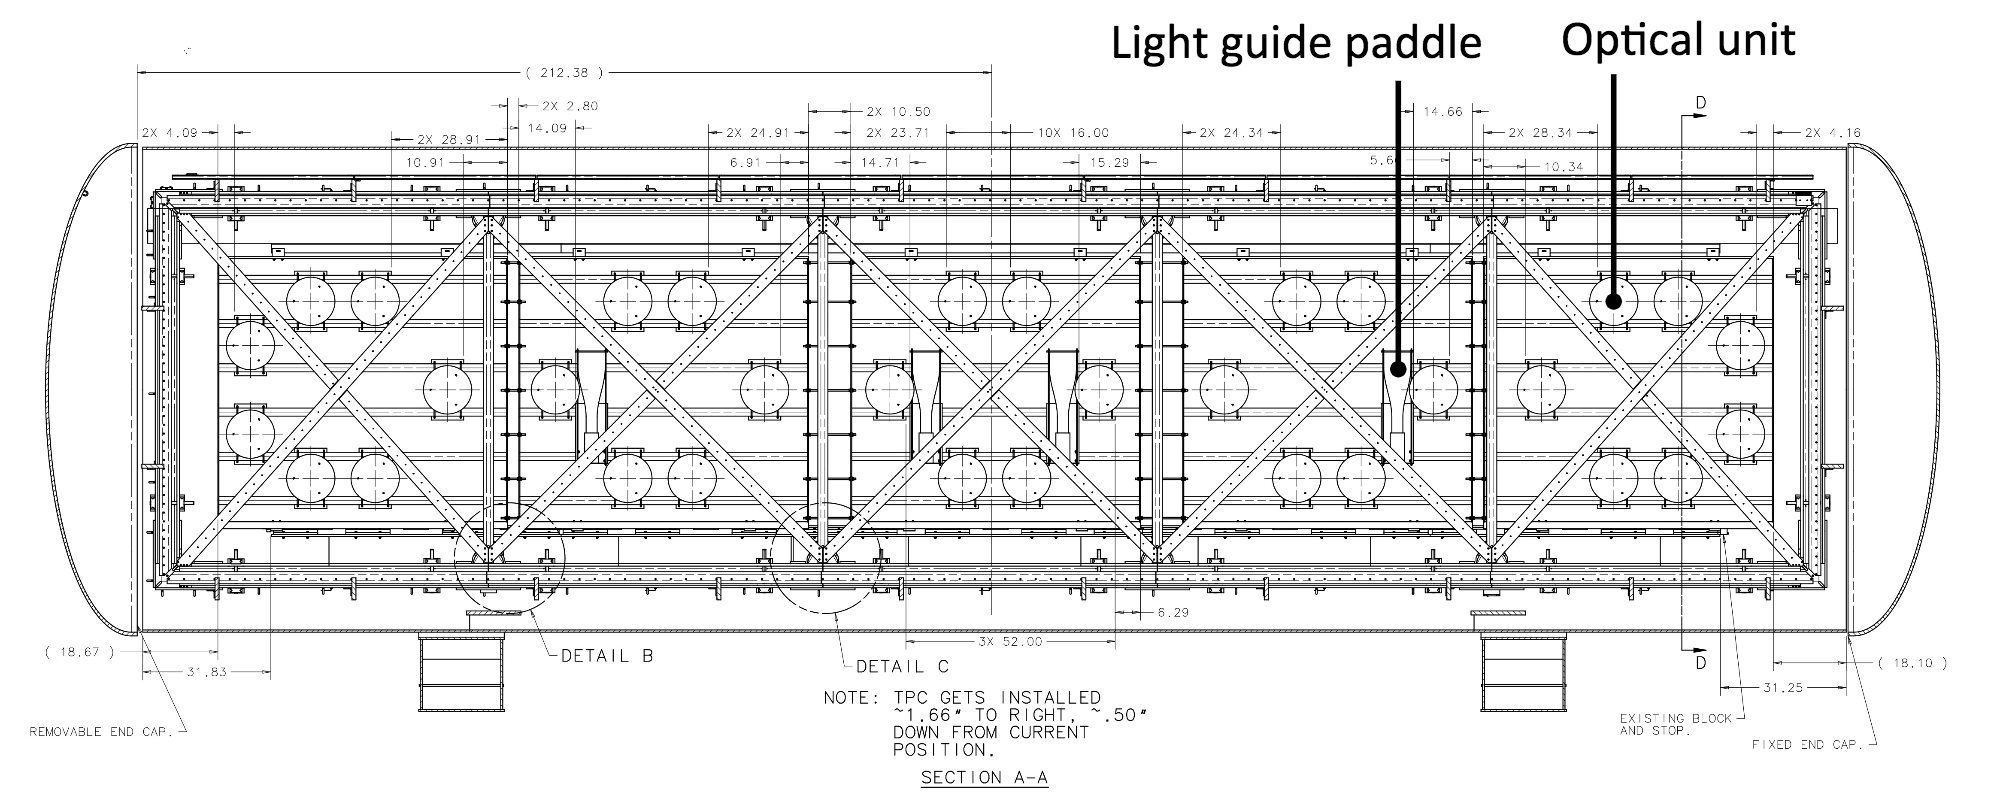 Light guide paddle
Optical unit
( 212.38 )
2X 2.80
2X 10.50
14.66
D
2X 4.09
14.09
2X 28.91
2X 24.91
2X 23.71
10X 16.00
2X 24.34
2X 28.34
2X 4.16
10.91
6.91
14.71
15.29
10.34
6.29
3X 52.00
( 18.67 )
DETAIL B
DETAIL C
D
( 18.10 )
31.83
31.25
NOTE: TPC GETS INSTALLED
~1.66" TO RIGHT, ~.50"
DOWN FROM CURRENT
POSITION.
SECTION A-A
REMOVABLE END CAP.
EXISTING BLOCK
AND STOP.
FIXED END CAP.